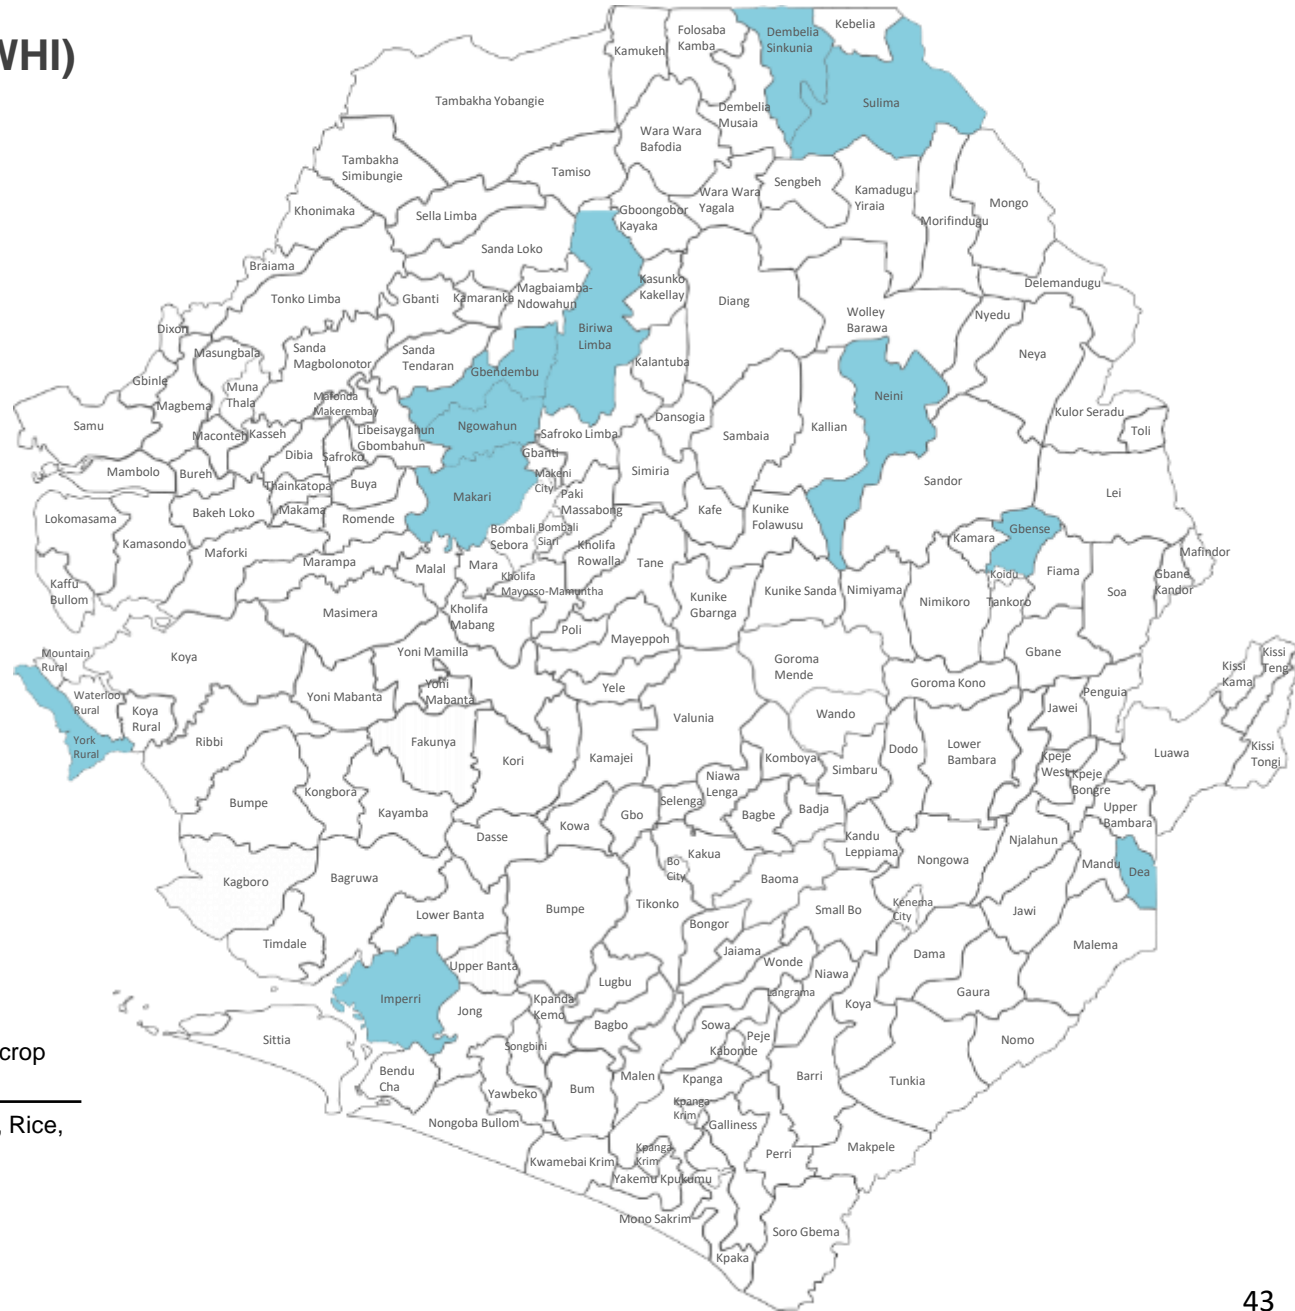 WHI)
Folosaba
Kamba
Dembelia
Sinkunia
Kebelia
Kamukeh
Tambakha Yobangie
Sulima
Dembelia
Musaia
Wara Wara
Bafodia
Tambakha
Simibungie
Tamiso
Sengbeh
Wara Wara
Yagala
Kamadugu
Yiraia
Mongo
Khonimaka
Sella Limba
Gboongobor
Kayaka
Morifindugu
Sanda Loko
Braiama
Kasunko
Kakellay
Delemandugu
Tonko Limba
Gbanti
Kamaranka
Magbaiamba-
Ndowahun
Diang
Wolley
Barawa
Nyedu
Dixon
Biriwa
Limba
Neya
Masungbala
Sanda
Magbolonotor
Sanda
Tendaran
Gbendembu
Kalantuba
Gbinle
Muna
Thala
Mafonda
Makerembay
Neini
Magbema
Kulor Seradu
Toli
Samu
Maconteh
Kasseh
Libeisaygahun
Gbombahun
Ngowahun
Safroko Limba
Dansogia
Sambaia
Kallian
Dibia
Safroko
Gbanti
Mambolo
Bureh
Thainkatopa
Buya
Makari
Makeni
City
Simiria
Sandor
Lei
Paki
Massabong
Lokomasama
Bakeh Loko
Makama
Romende
Kafe
Kunike
Folawusu
Gbense
Kamasondo
Maforki
Bombali
Sebora
Bombali
Siari
Kamara
Marampa
Malal
Mara
Kholifa
Rowalla
Tane
Mafindor
Kaffu
Bullom
Kholifa
Mayosso-Mamuntha
Koidu
Fiama
Gbane
Kandor
Soa
Kunike
Gbarnga
Kunike Sanda
Nimiyama
Nimikoro
Tankoro
Masimera
Kholifa
Mabang
Poli
Mayeppoh
Mountain
Rural
Koya
Yoni Mamilla
Goroma
Mende
Gbane
Kissi
Teng
Kissi
Kama
Waterloo
Rural
Yoni Mabanta
Yoni
Mabanta
Yele
Goroma Kono
Penguia
Koya
Rural
Valunia
Wando
Jawei
York
Rural
Ribbi
Fakunya
Kori
Kamajei
Komboya
Simbaru
Dodo
Lower
Bambara
Kpeje
West
Luawa
Kissi
Tongi
Niawa
Lenga
Kpeje
Bongre
Bumpe
Kongbora
Kayamba
Selenga
Gbo
Bagbe
Badja
Upper
Bambara
Dasse
Kowa
Kandu
Leppiama
Njalahun
Kakua
Bo
City
Nongowa
Mandu
Dea
Kagboro
Bagruwa
Baoma
Bumpe
Tikonko
Kenema
City
Lower Banta
Small Bo
Jawi
Bongor
Timdale
Jaiama
Dama
Malema
Upper Banta
Wonde
Niawa
Lugbu
Langrama
Gaura
Imperri
Jong
Kpanda
Kemo
Koya
Bagbo
Sowa
Peje
Sittia
Songbini
Kabonde
Nomo
crop
Bendu
Cha
Malen
Kpanga
Barri
Tunkia
Yawbeko
Bum
, Rice,
Nongoba Bullom
Kpanga
Krim
Galliness
Kpanga
Krim
Perri
Makpele
Kwamebai Krim
Yakemu Kpukumu
Mono Sakrim
Soro Gbema
Kpaka
43